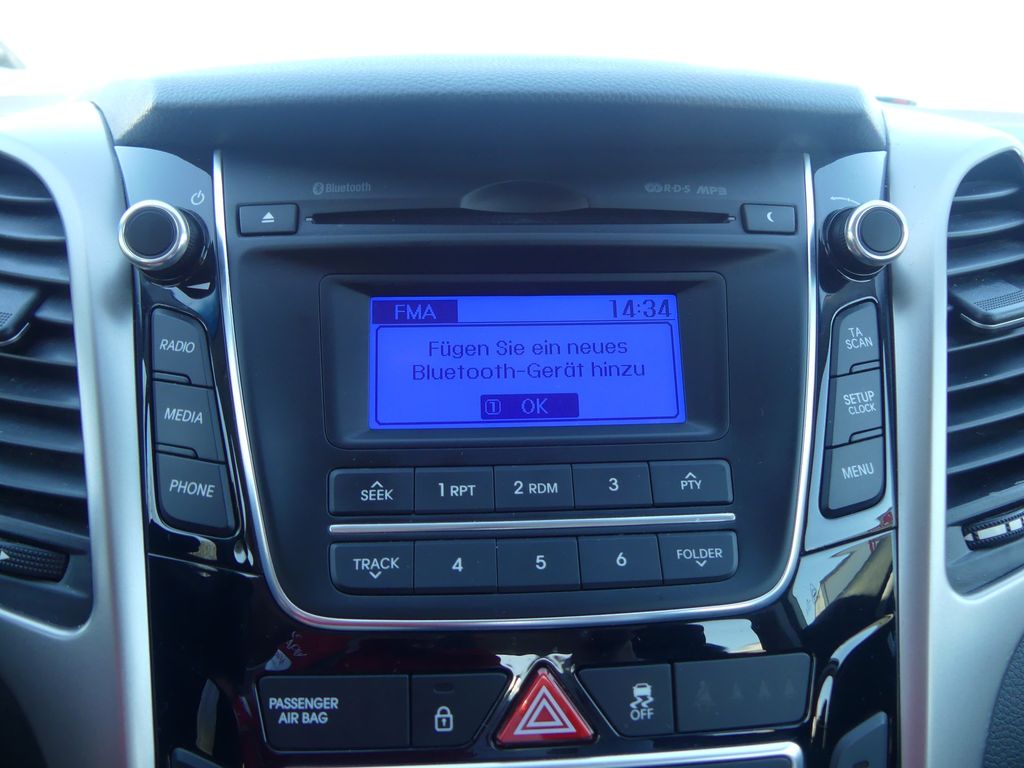 Bluetooth
R·D·S MP3
FMA 14:34
Fügen Sie ein neues
Bluetooth-Gerät hinzu
1 OK
RADIO
MEDIA
PHONE
TA
SCAN
SETUP
CLOCK
MENU
SEEK 1 RPT 2 RDM 3 PTY
TRACK 4 5 6 FOLDER
PASSENGER
AIR BAG
OFF